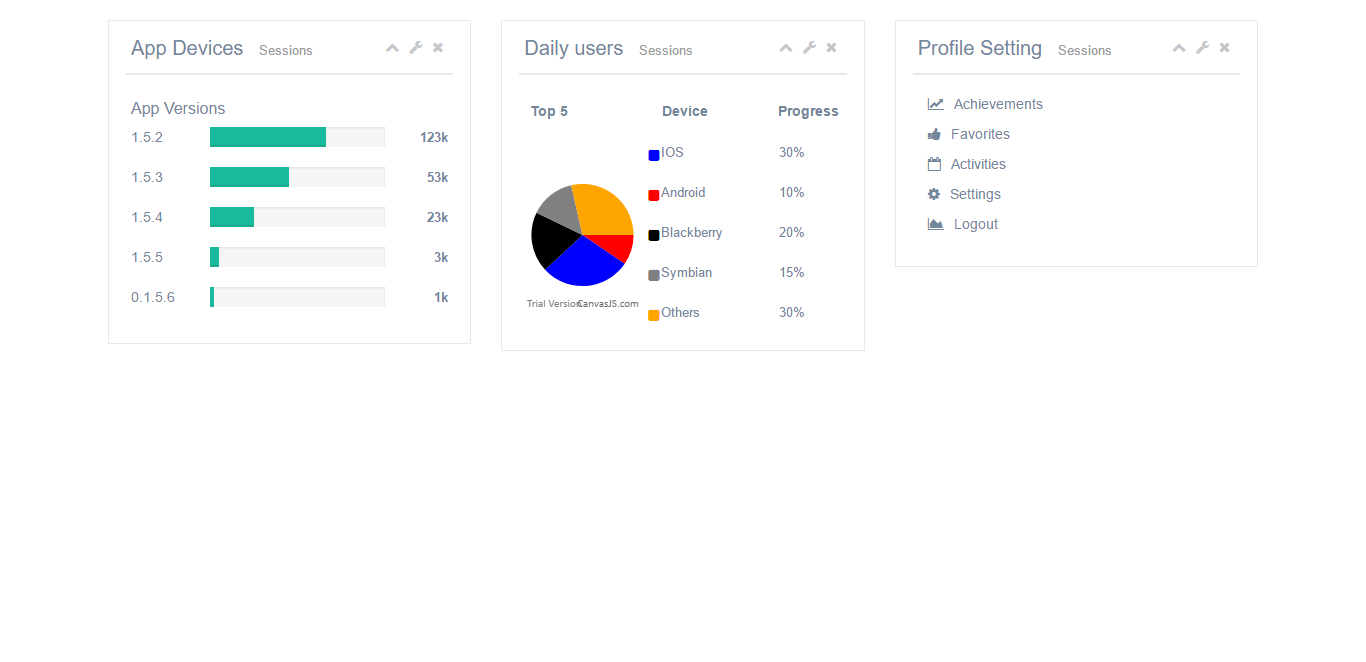 App Devices Sessions
App Versions
1.5.2 123k
1.5.3 53k
1.5.4 23k
1.5.5 3k
0.1.5.6 1k
Daily users Sessions
Top 5 Device Progress
IOS 30%
Android 10%
Blackberry 20%
Symbian 15%
Others 30%
Trial Version CanvasJS.com
Profile Setting Sessions
Achievements
Favorites
Activities
Settings
Logout